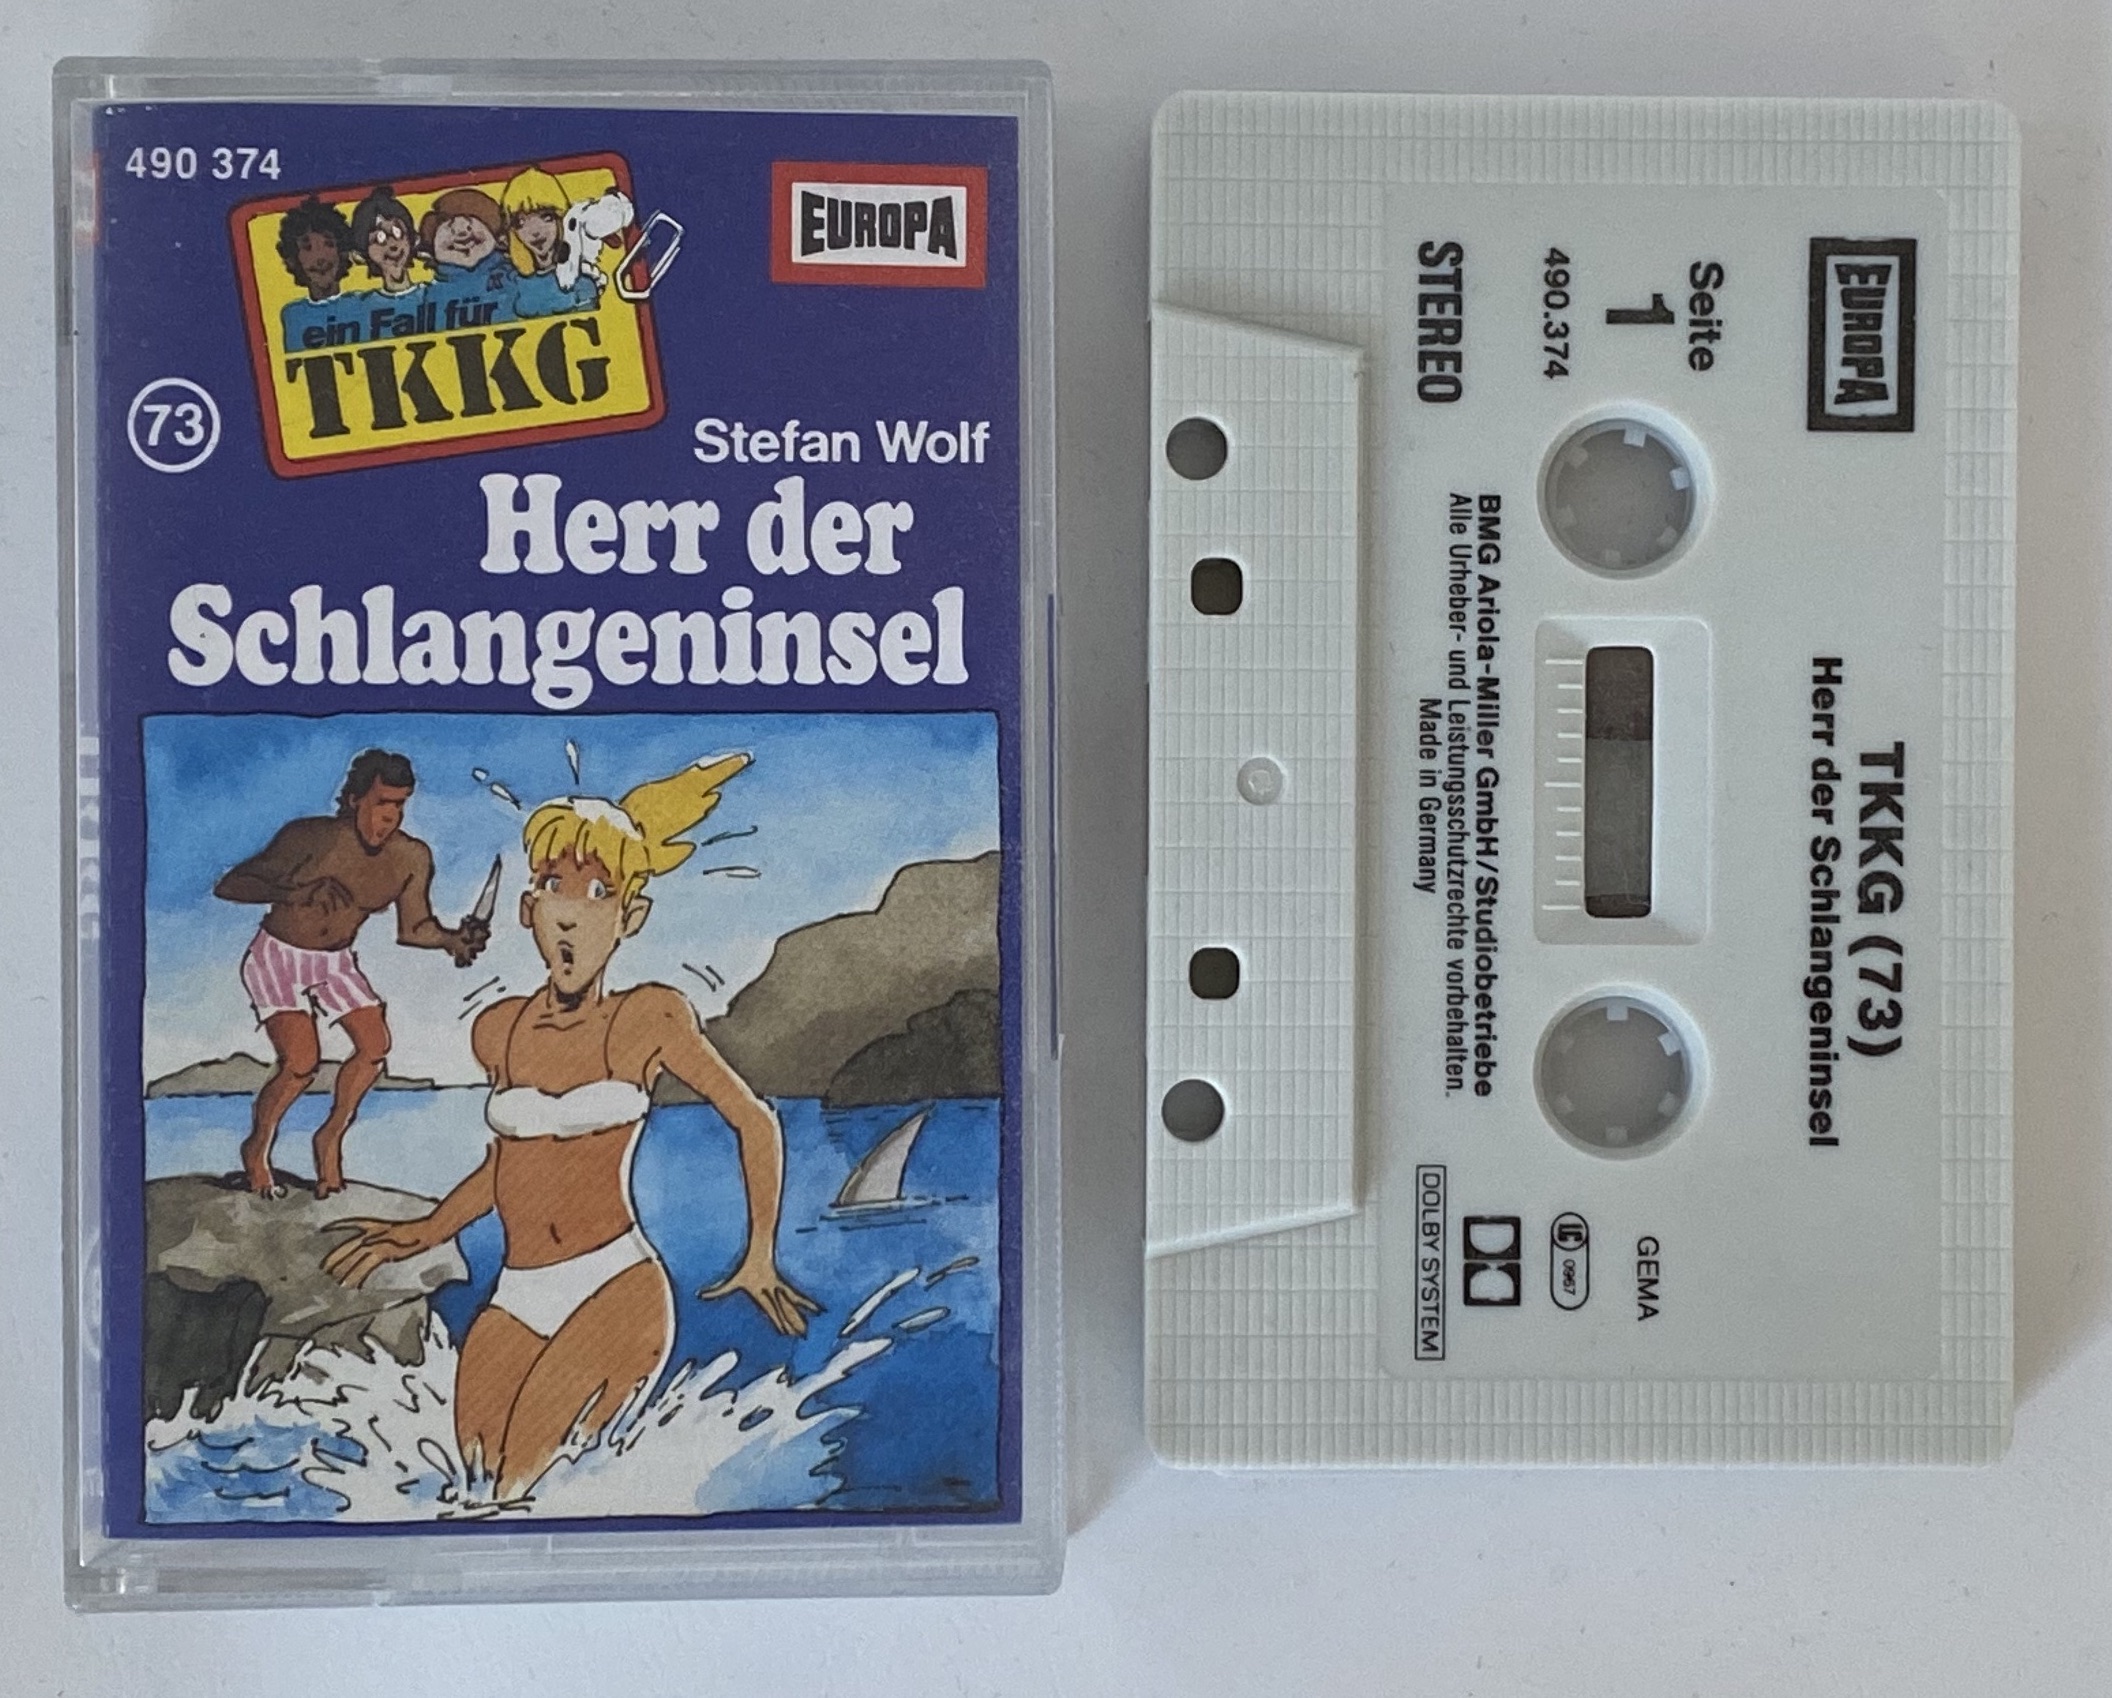 490 374
EUROPA
ein Fall für
TKKG
73
Stefan Wolf
Herr der
Schlangeninsel
EUROPA
TKKG (73)
Herr der Schlangeninsel
Seite
1
490.374
STEREO
GEMA
LC 0967
BMG Ariola-Miller GmbH/Studiobetriebe
Alle Urheber- und Leistungsschutzrechte vorbehalten.
Made in Germany
DOLBY SYSTEM